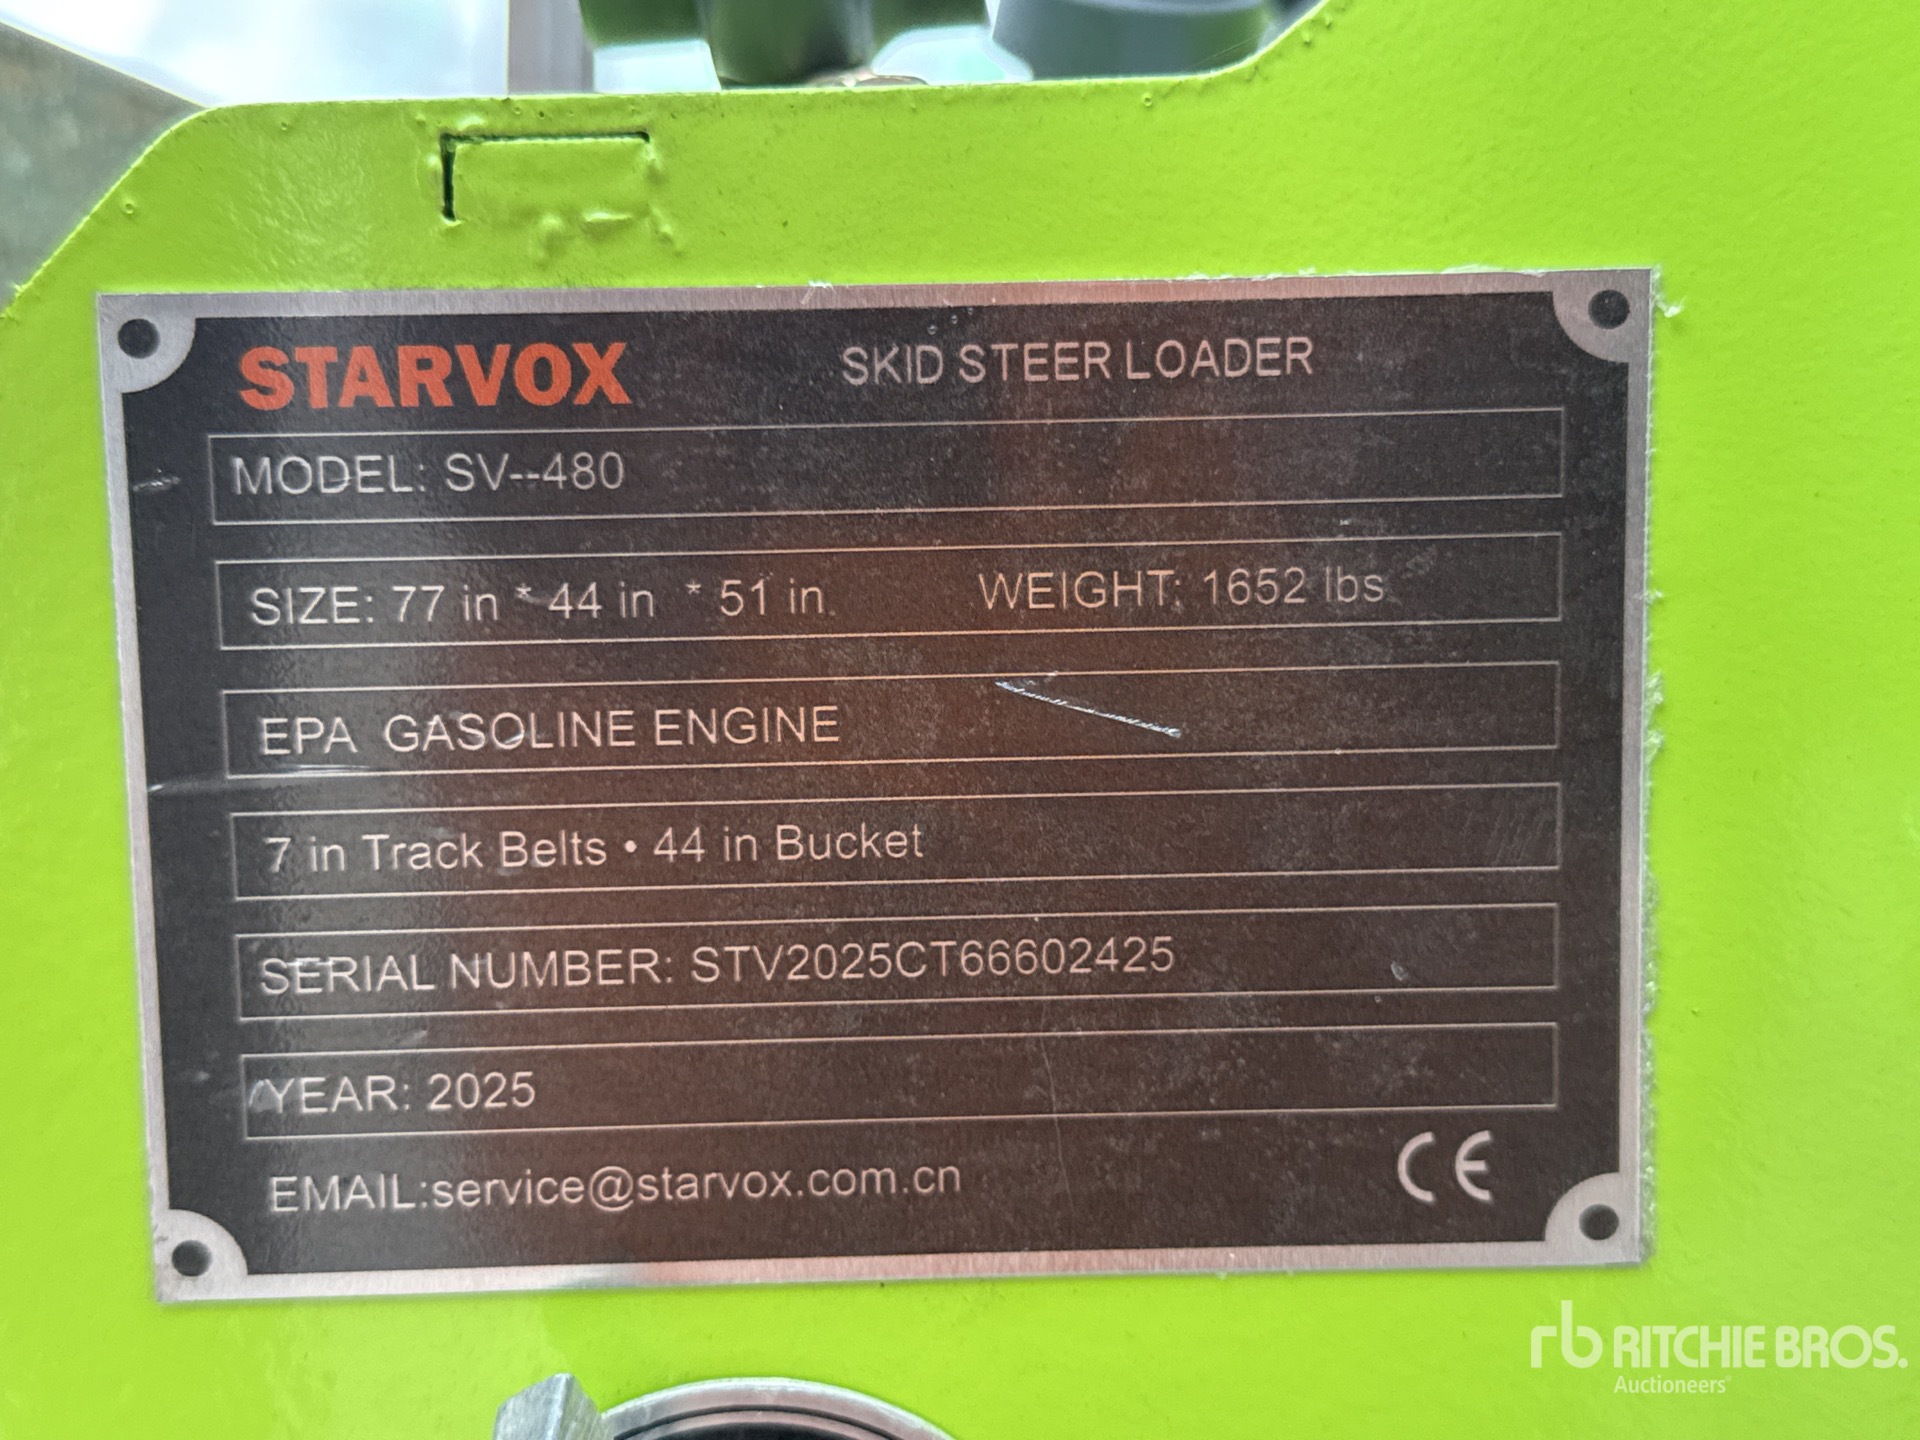 STARVOX SKID STEER LOADER
MODEL: SV--480
SIZE: 77 in * 44 in * 51 in. WEIGHT: 1652 lbs
EPA GASOLINE ENGINE
7 in Track Belts • 44 in Bucket
SERIAL NUMBER: STV2025CT66602425
YEAR: 2025
EMAIL:service@starvox.com.cn CE
rb RITCHIE BROS.
Auctioneers